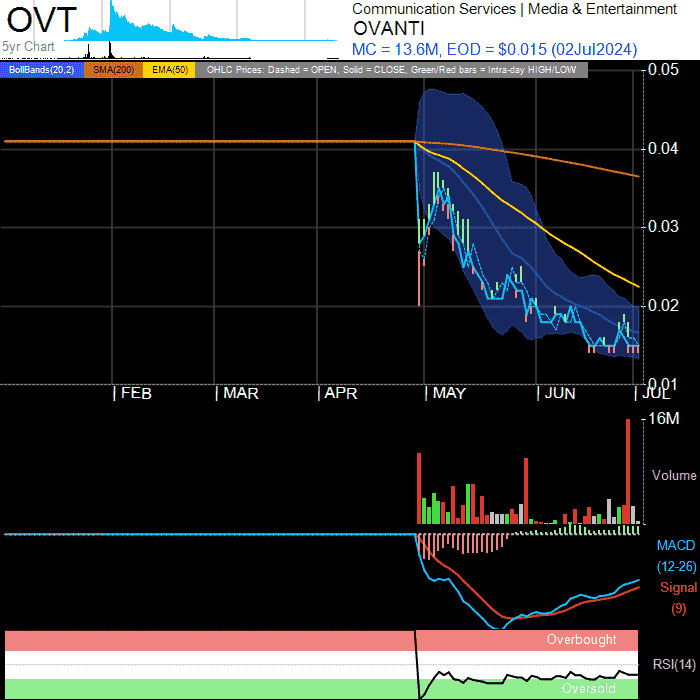 OVT
5yr Chart
Communication Services | Media & Entertainment
OVANTI
MC = 13.6M, EOD = $0.015 (02Jul2024)
BollBands(20,2) SMA(200) EMA(50) OHLC Prices: Dashed = OPEN, Solid = CLOSE, Green/Red bars = Intra-day HIGH/LOW
0.05
0.04
0.03
0.02
0.01
FEB MAR APR MAY JUN JUL
16M
Volume
MACD
(12-26)
Signal
(9)
Overbought
RSI(14)
Oversold